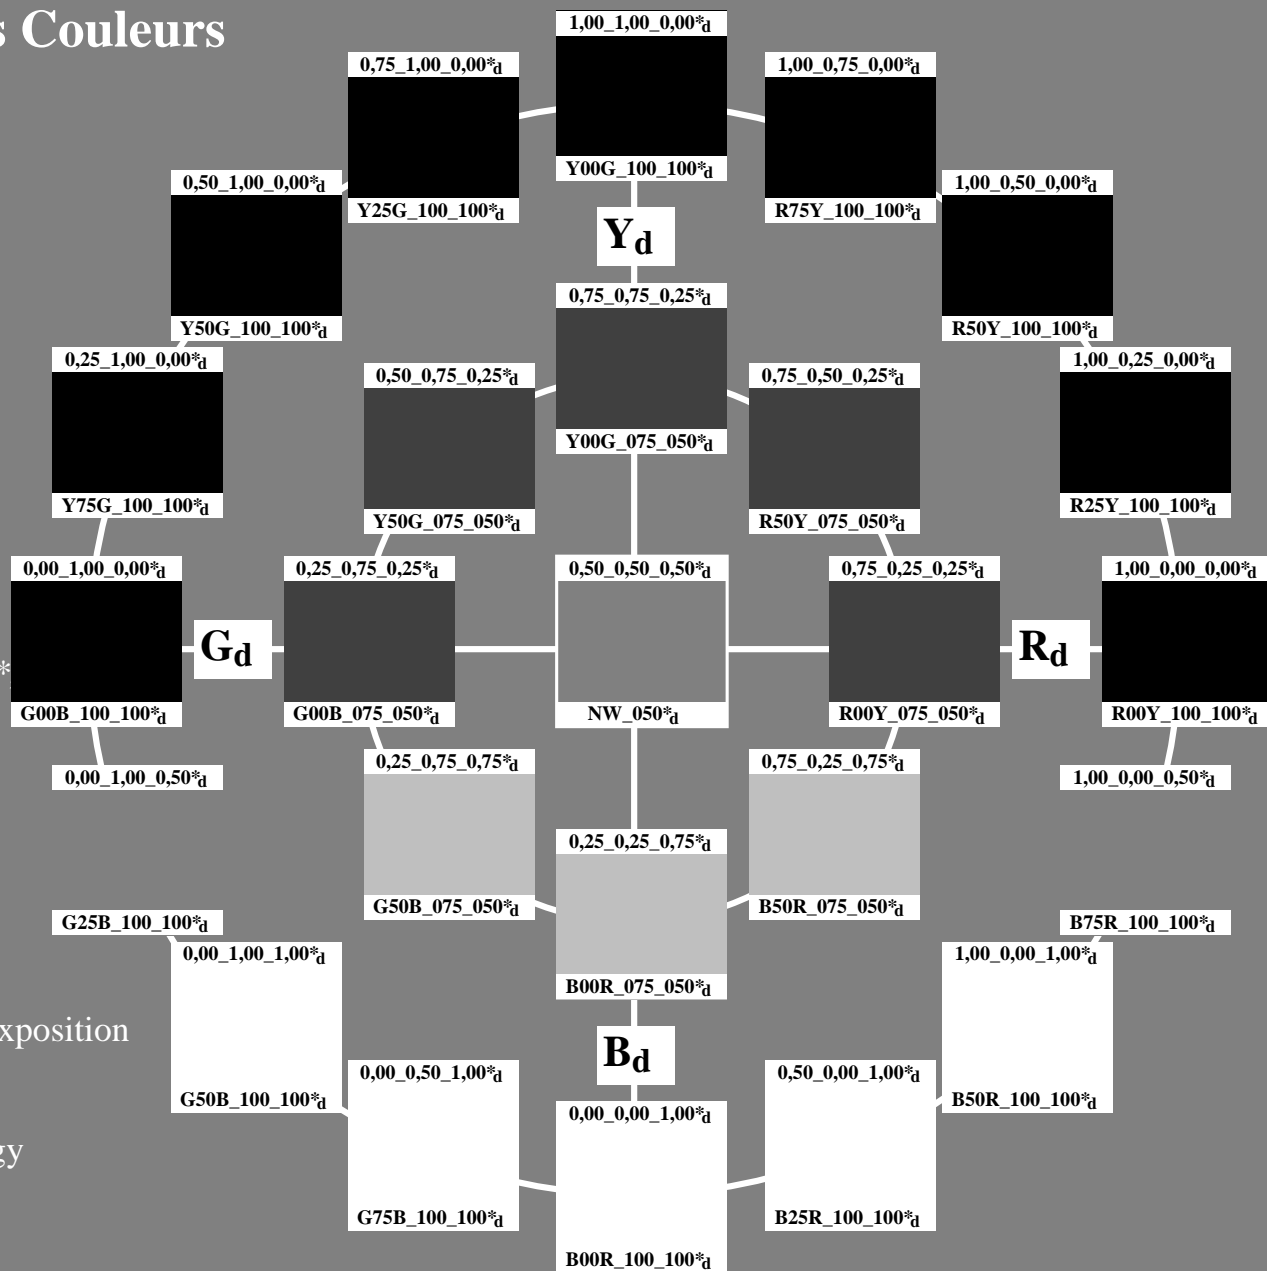 s Couleurs
1,00_1,00_0,00*d
0,75_1,00_0,00*d
1,00_0,75_0,00*d
Y00G_100_100*d
0,50_1,00_0,00*d
1,00_0,50_0,00*d
Y25G_100_100*d
R75Y_100_100*d
Yd
0,75_0,75_0,25*d
Y50G_100_100*d
R50Y_100_100*d
0,25_1,00_0,00*d
1,00_0,25_0,00*d
0,50_0,75_0,25*d
0,75_0,50_0,25*d
Y00G_075_050*d
Y75G_100_100*d
R25Y_100_100*d
Y50G_075_050*d
R50Y_075_050*d
0,00_1,00_0,00*d
0,25_0,75_0,25*d
0,50_0,50_0,50*d
0,75_0,25_0,25*d
1,00_0,00_0,00*d
Gd
Rd
*
G00B_100_100*d
G00B_075_050*d
NW_050*d
R00Y_075_050*d
R00Y_100_100*d
0,25_0,75_0,75*d
0,75_0,25_0,75*d
0,00_1,00_0,50*d
1,00_0,00_0,50*d
0,25_0,25_0,75*d
G50B_075_050*d
B50R_075_050*d
G25B_100_100*d
B75R_100_100*d
0,00_1,00_1,00*d
1,00_0,00_1,00*d
B00R_075_050*d
xposition
Bd
0,00_0,50_1,00*d
0,50_0,00_1,00*d
G50B_100_100*d
B50R_100_100*d
0,00_0,00_1,00*d
gy
G75B_100_100*d
B25R_100_100*d
B00R_100_100*d